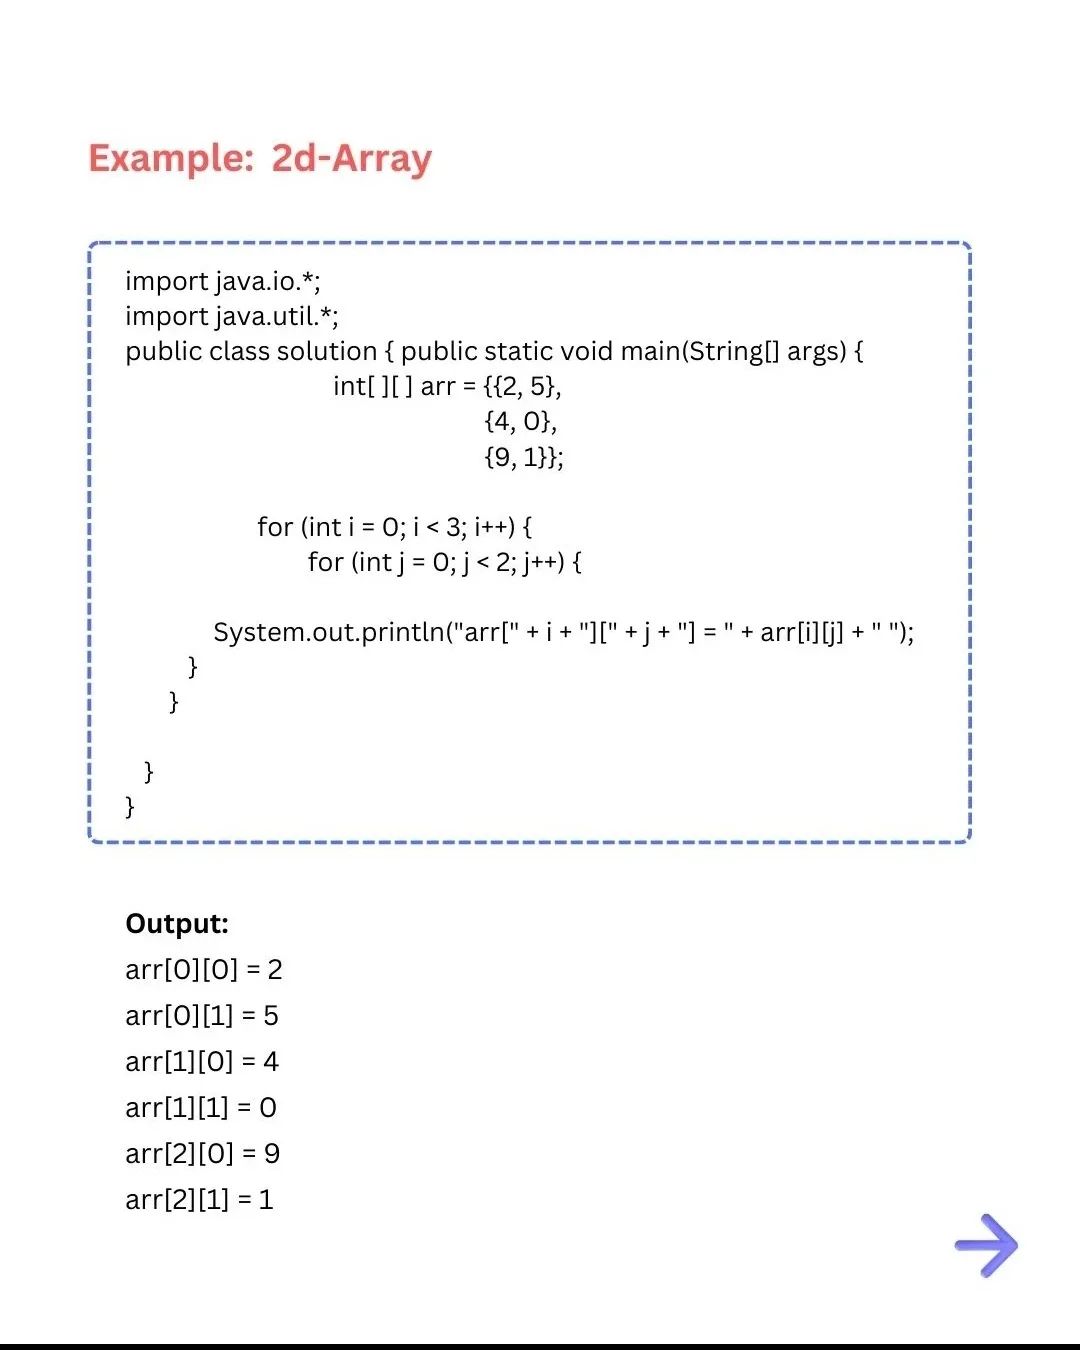 Example: 2d-Array
import java.io.*;
import java.util.*;
public class solution { public static void main(String[] args) {
int[ ][ ] arr = {{2, 5},
{4, 0},
{9, 1}};
for (int i = 0; i < 3; i++) {
for (int j = 0; j < 2; j++) {
System.out.println("arr[" + i + "][" + j + "] = " + arr[i][j] + " ");
}
}
}
}
Output:
arr[0][0] = 2
arr[0][1] = 5
arr[1][0] = 4
arr[1][1] = 0
arr[2][0] = 9
arr[2][1] = 1